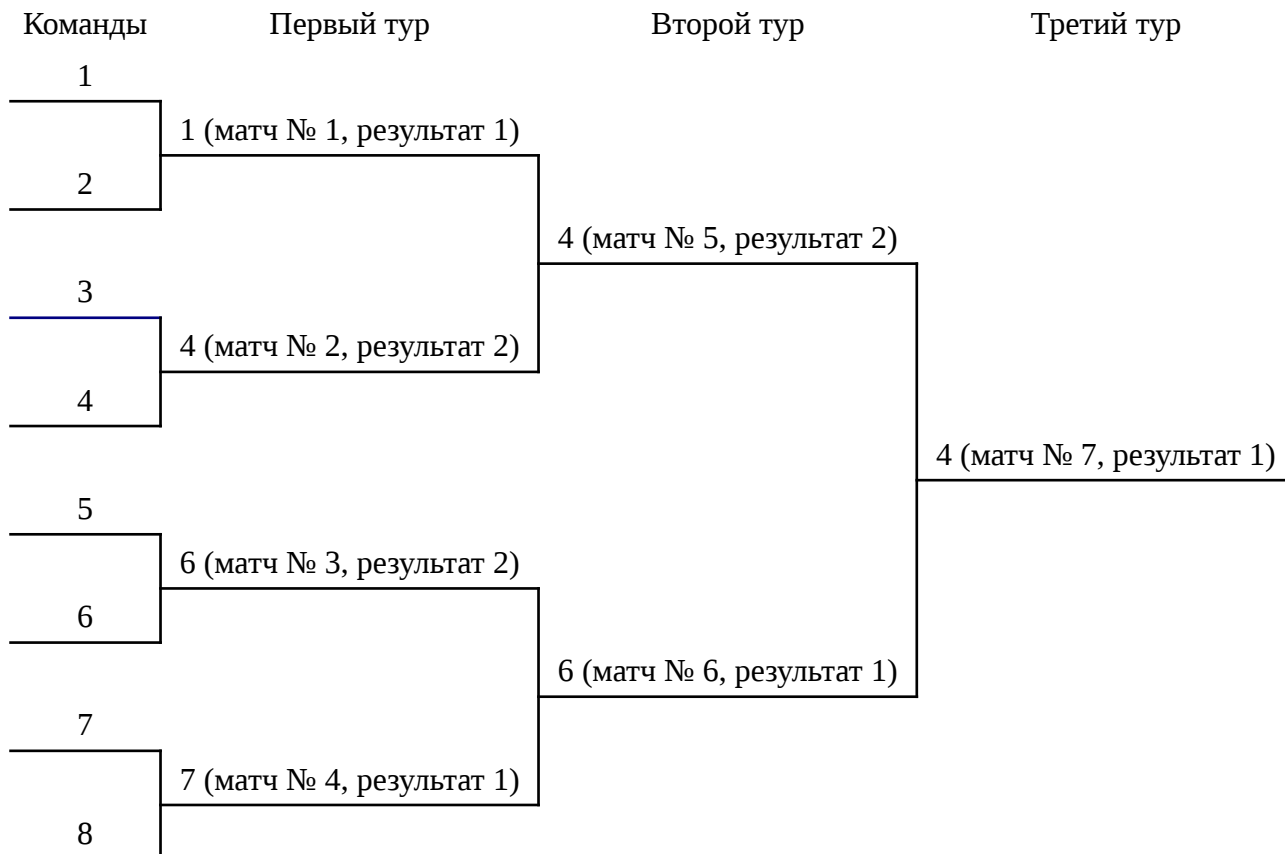 Команды Первый тур Второй тур Третий тур
1
1 (матч № 1, результат 1)
2
4 (матч № 5, результат 2)
3
4 (матч № 2, результат 2)
4
4 (матч № 7, результат 1)
5
6 (матч № 3, результат 2)
6
6 (матч № 6, результат 1)
7
7 (матч № 4, результат 1)
8